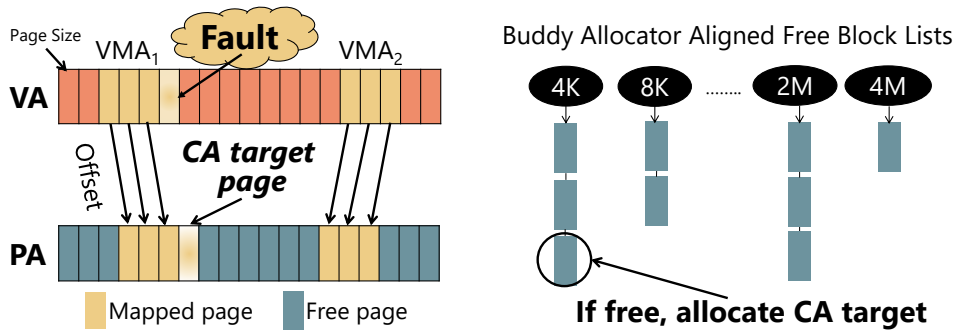 Page Size
VMA1
Fault
VMA2
VA
Offset
CA target
page
PA
Mapped page
Free page
Buddy Allocator Aligned Free Block Lists
4K
8K
........
2M
4M
If free, allocate CA target